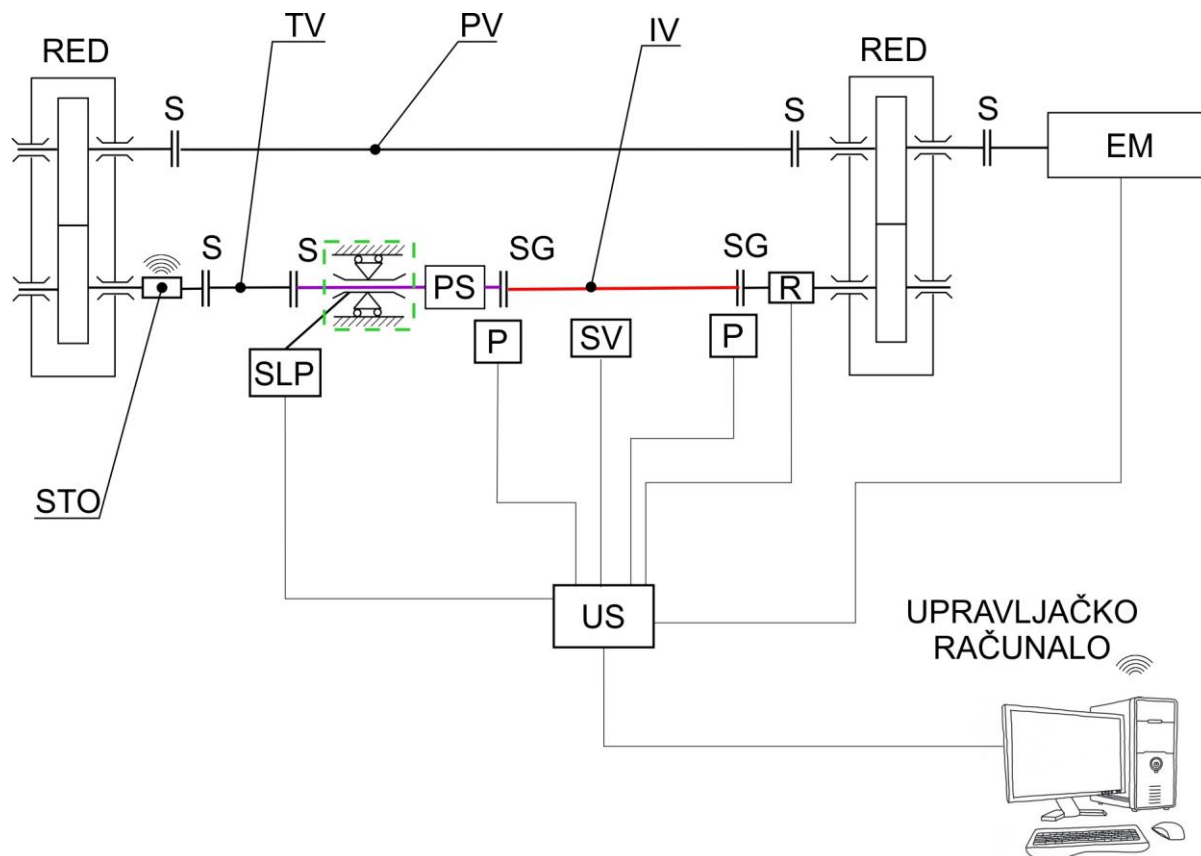 TV
PV
IV
RED
RED
S
S
S
EM
S
S
SG
SG
PS
R
P
SV
P
SLP
STO
US
UPRAVLJAČKO
RAČUNALO